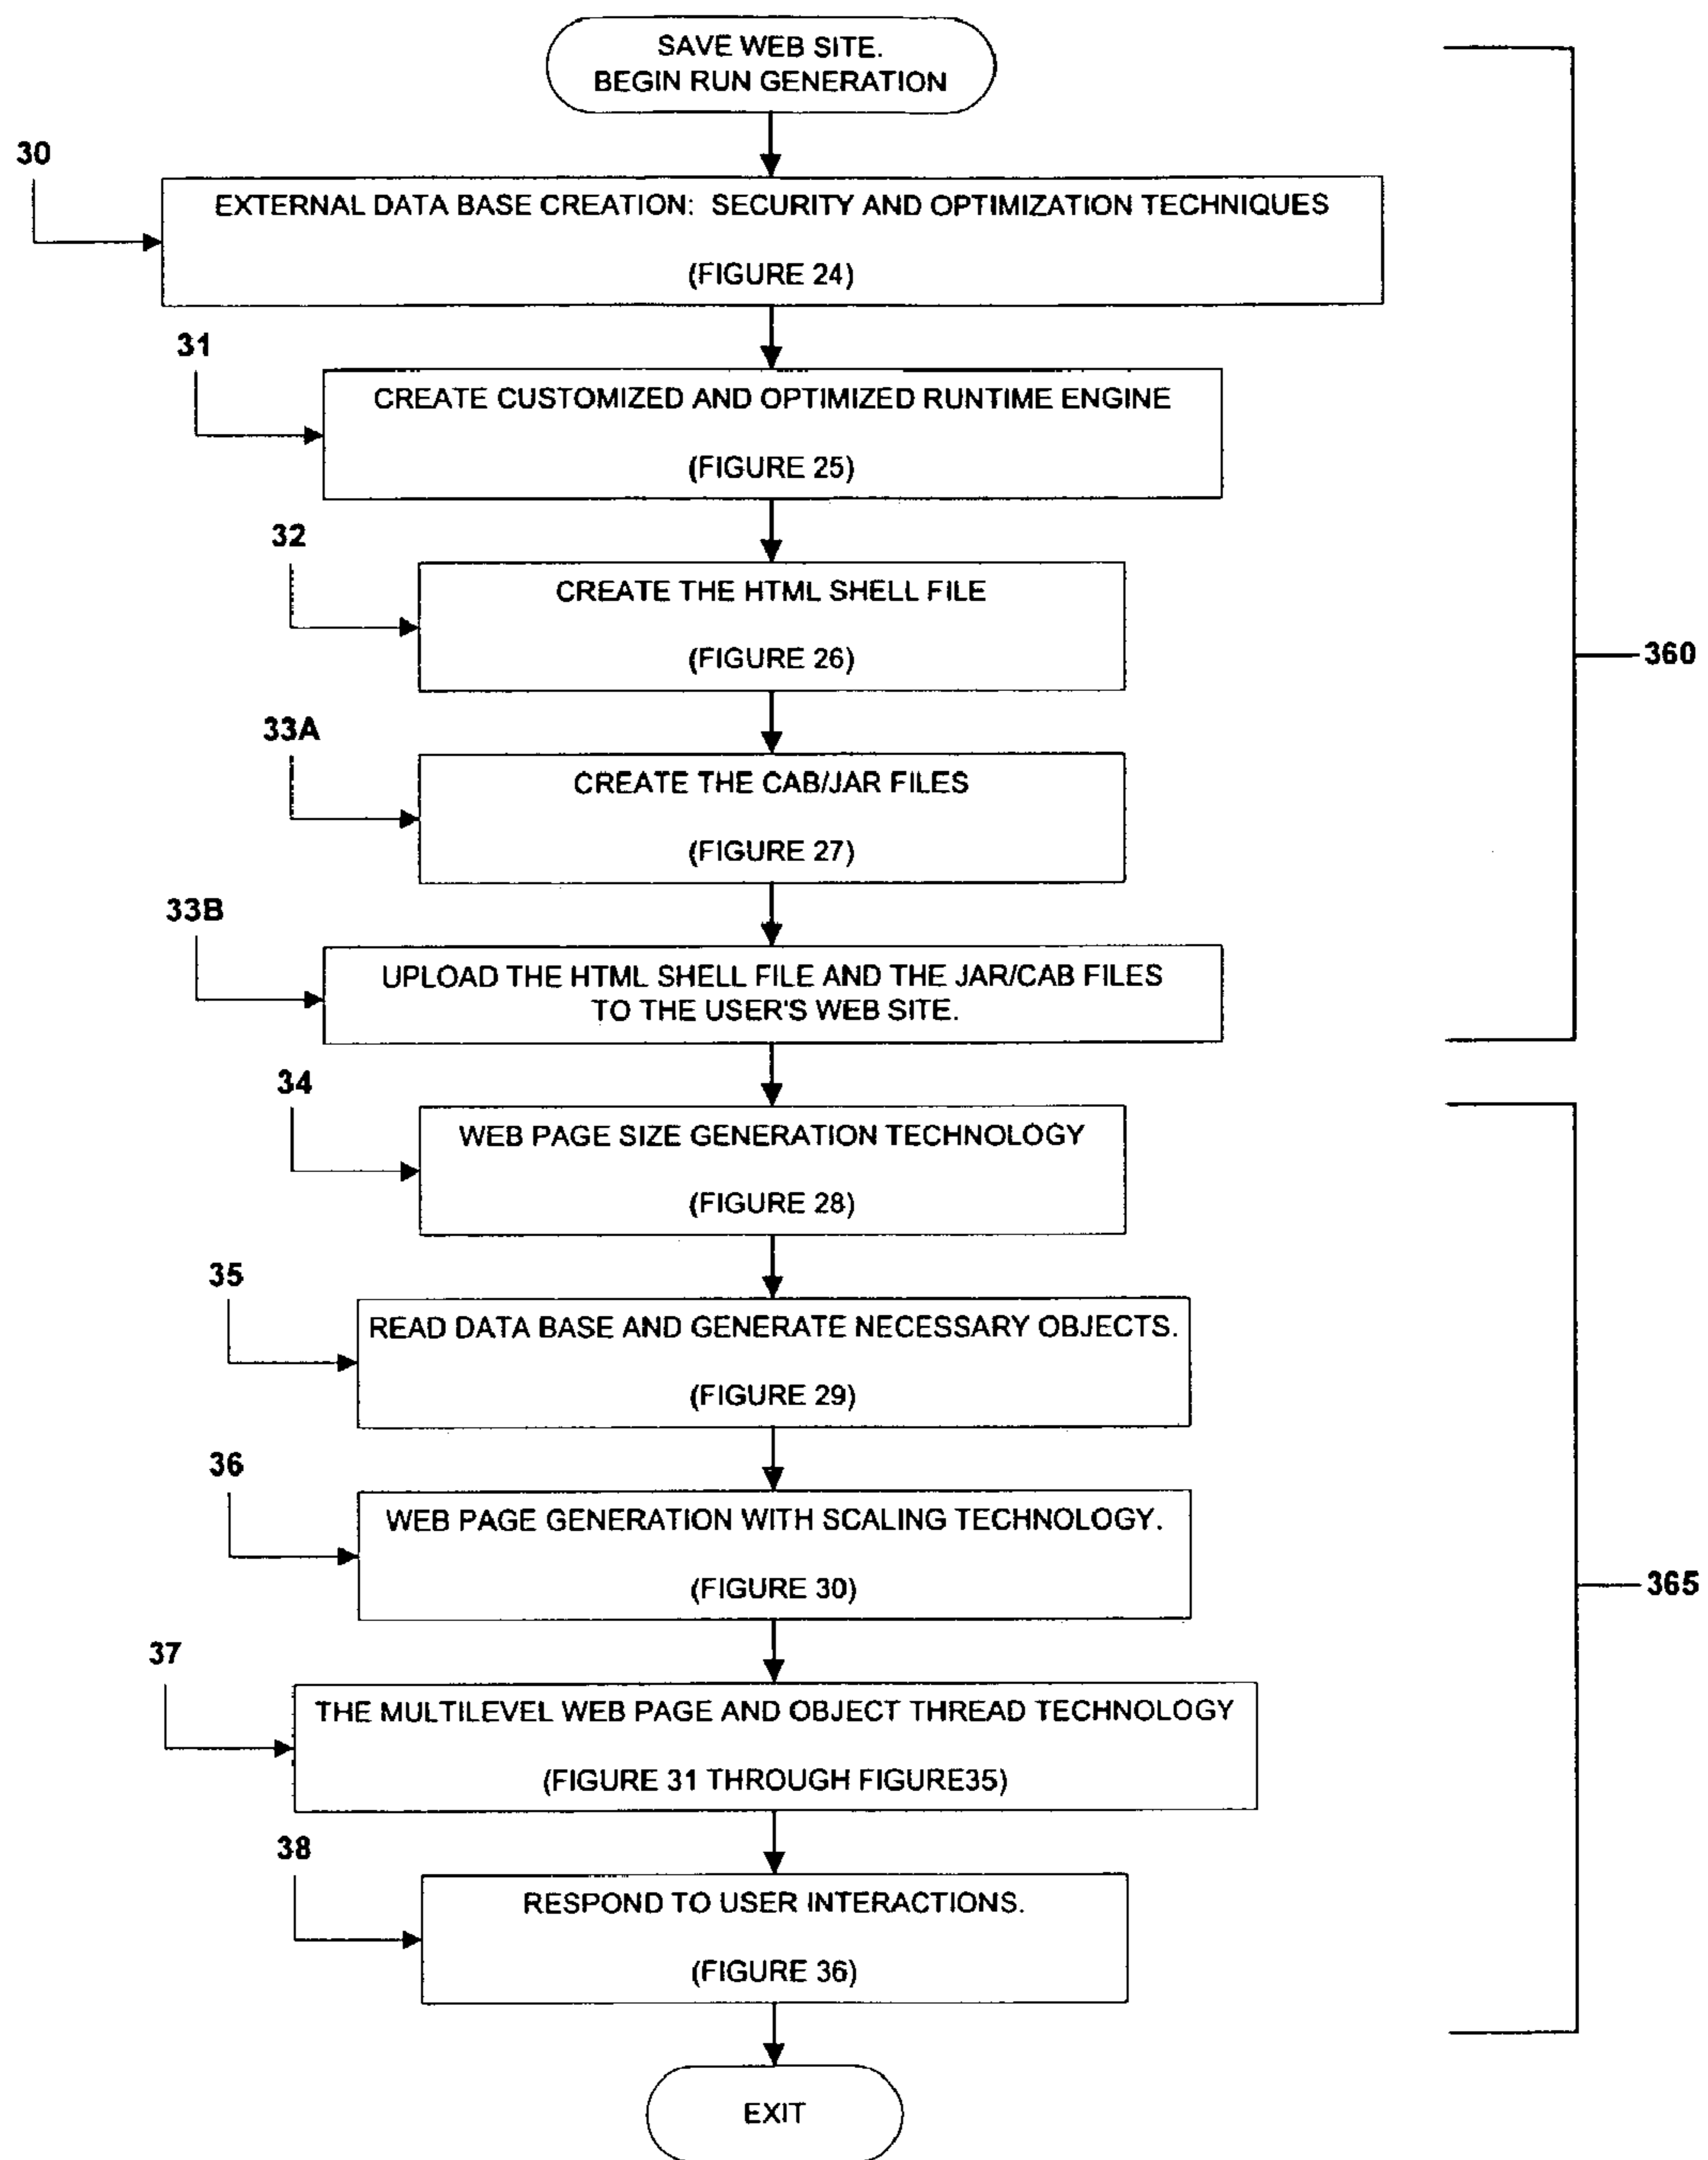 SAVE WEB SITE.
BEGIN RUN GENERATION
30
EXTERNAL DATA BASE CREATION: SECURITY AND OPTIMIZATION TECHNIQUES
(FIGURE 24)
31
CREATE CUSTOMIZED AND OPTIMIZED RUNTIME ENGINE
(FIGURE 25)
32
CREATE THE HTML SHELL FILE
(FIGURE 26)
360
33A
CREATE THE CAB/JAR FILES
(FIGURE 27)
33B
UPLOAD THE HTML SHELL FILE AND THE JAR/CAB FILES
TO THE USER'S WEB SITE.
34
WEB PAGE SIZE GENERATION TECHNOLOGY
(FIGURE 28)
35
READ DATA BASE AND GENERATE NECESSARY OBJECTS.
(FIGURE 29)
36
WEB PAGE GENERATION WITH SCALING TECHNOLOGY.
(FIGURE 30)
365
37
THE MULTILEVEL WEB PAGE AND OBJECT THREAD TECHNOLOGY
(FIGURE 31 THROUGH FIGURE35)
38
RESPOND TO USER INTERACTIONS.
(FIGURE 36)
EXIT